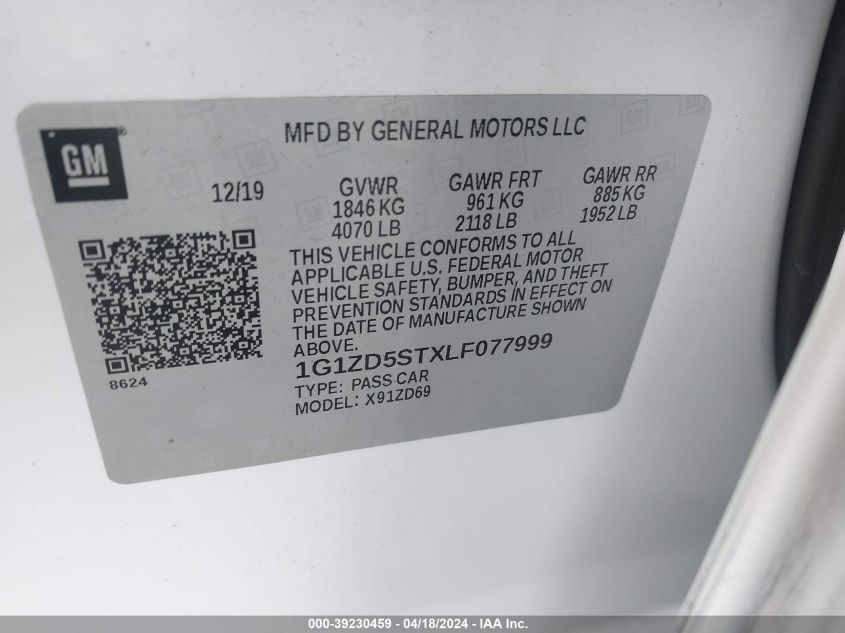 GM
MFD BY GENERAL MOTORS LLC
12/19 GVWR GAWR FRT GAWR RR
1846 KG 961 KG 885 KG
4070 LB 2118 LB 1952 LB
THIS VEHICLE CONFORMS TO ALL
APPLICABLE U.S. FEDERAL MOTOR
VEHICLE SAFETY, BUMPER, AND THEFT
PREVENTION STANDARDS IN EFFECT ON
THE DATE OF MANUFACTURE SHOWN
ABOVE.
8624
1G1ZD5STXLF077999
TYPE: PASS CAR
MODEL: X91ZD69
000-39230459 - 04/18/2024 - IAA Inc.